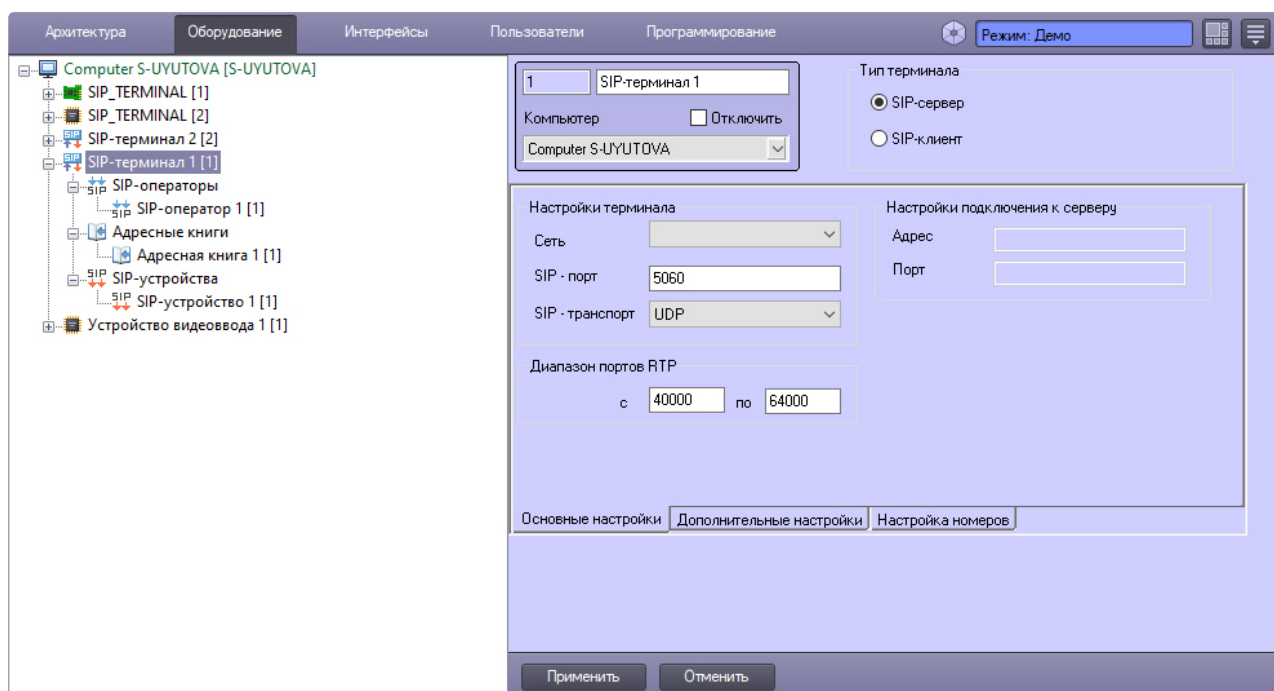 Архитектура Оборудование Интерфейсы Пользователи Программирование Режим: Демо
Computer S-UYUTOVA [S-UYUTOVA]
SIP_TERMINAL [1]
SIP_TERMINAL [2]
SIP-терминал 2 [2]
SIP-терминал 1 [1]
SIP-операторы
SIP-оператор 1 [1]
Адресные книги
Адресная книга 1 [1]
SIP-устройства
SIP-устройство 1 [1]
Устройство видеоввода 1 [1]
1 SIP-терминал 1
Компьютер Отключить
Computer S-UYUTOVA
Тип терминала
SIP-сервер
SIP-клиент
Настройки терминала
Сеть
SIP - порт 5060
SIP - транспорт UDP
Диапазон портов RTP
с 40000 по 64000
Настройки подключения к серверу
Адрес
Порт
Основные настройки Дополнительные настройки Настройка номеров
Применить Отменить